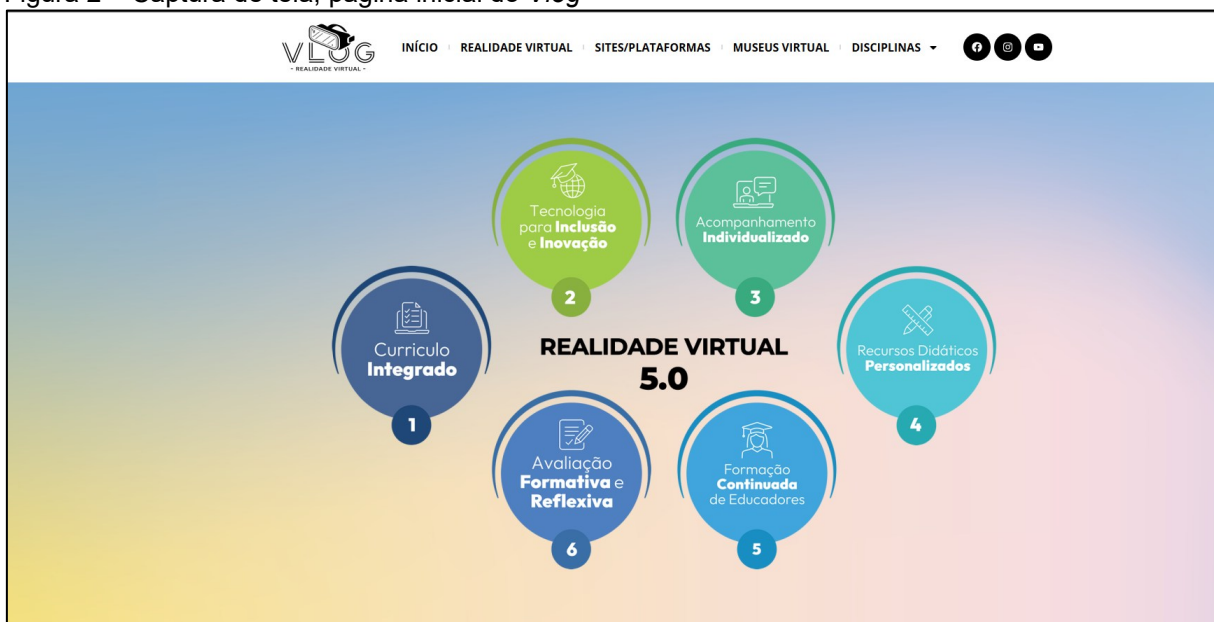 Figura 2 – Captura de tela, página inicial do Vlog
VLOG
- REALIDADE VIRTUAL -
INÍCIO
REALIDADE VIRTUAL
SITES/PLATAFORMAS
MUSEUS VIRTUAL
DISCIPLINAS
Tecnologia
para Inclusão
e Inovação
2
Acompanhamento
Individualizado
3
Curriculo
Integrado
1
REALIDADE VIRTUAL
5.0
Recursos Didáticos
Personalizados
4
Avaliação
Formativa e
Reflexiva
6
Formação
Continuada
de Educadores
5